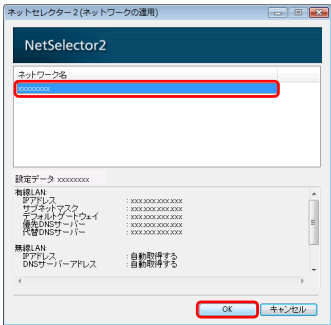 ネットセレクター2(ネットワークの適用)
NetSelector2
ネットワーク名
xxxxxxxx
設定データ xxxxxxxx
有線LAN:
IPアドレス : xxx.xxx.xxx.xxx
サブネットマスク : xxx.xxx.xxx.xxx
デフォルトゲートウェイ : xxx.xxx.xxx.xxx
優先DNSサーバー : xxx.xxx.xxx.xxx
代替DNSサーバー : xxx.xxx.xxx.xxx
無線LAN:
IPアドレス : 自動取得する
DNSサーバーアドレス : 自動取得する
OK キャンセル